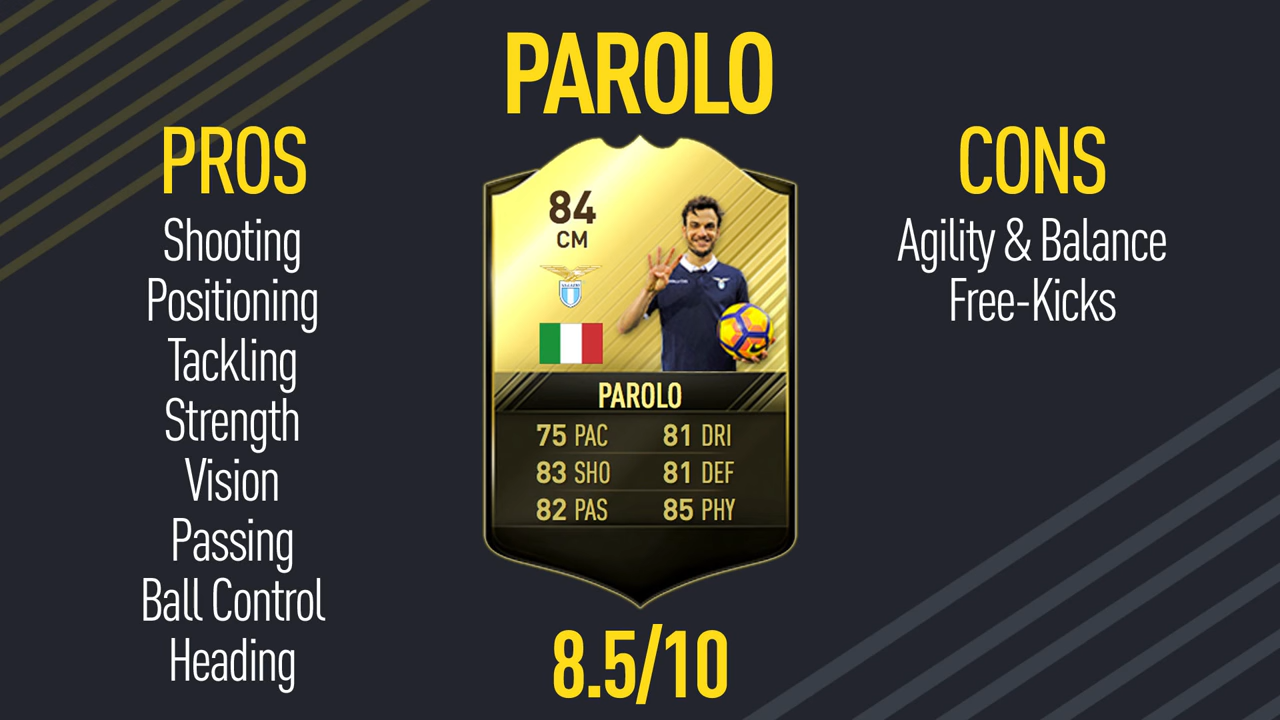 PAROLO
PROS
Shooting
Positioning
Tackling
Strength
Vision
Passing
Ball Control
Heading
84
CM
PAROLO
75 PAC 81 DRI
83 SHO 81 DEF
82 PAS 85 PHY
8.5/10
CONS
Agility & Balance
Free-Kicks